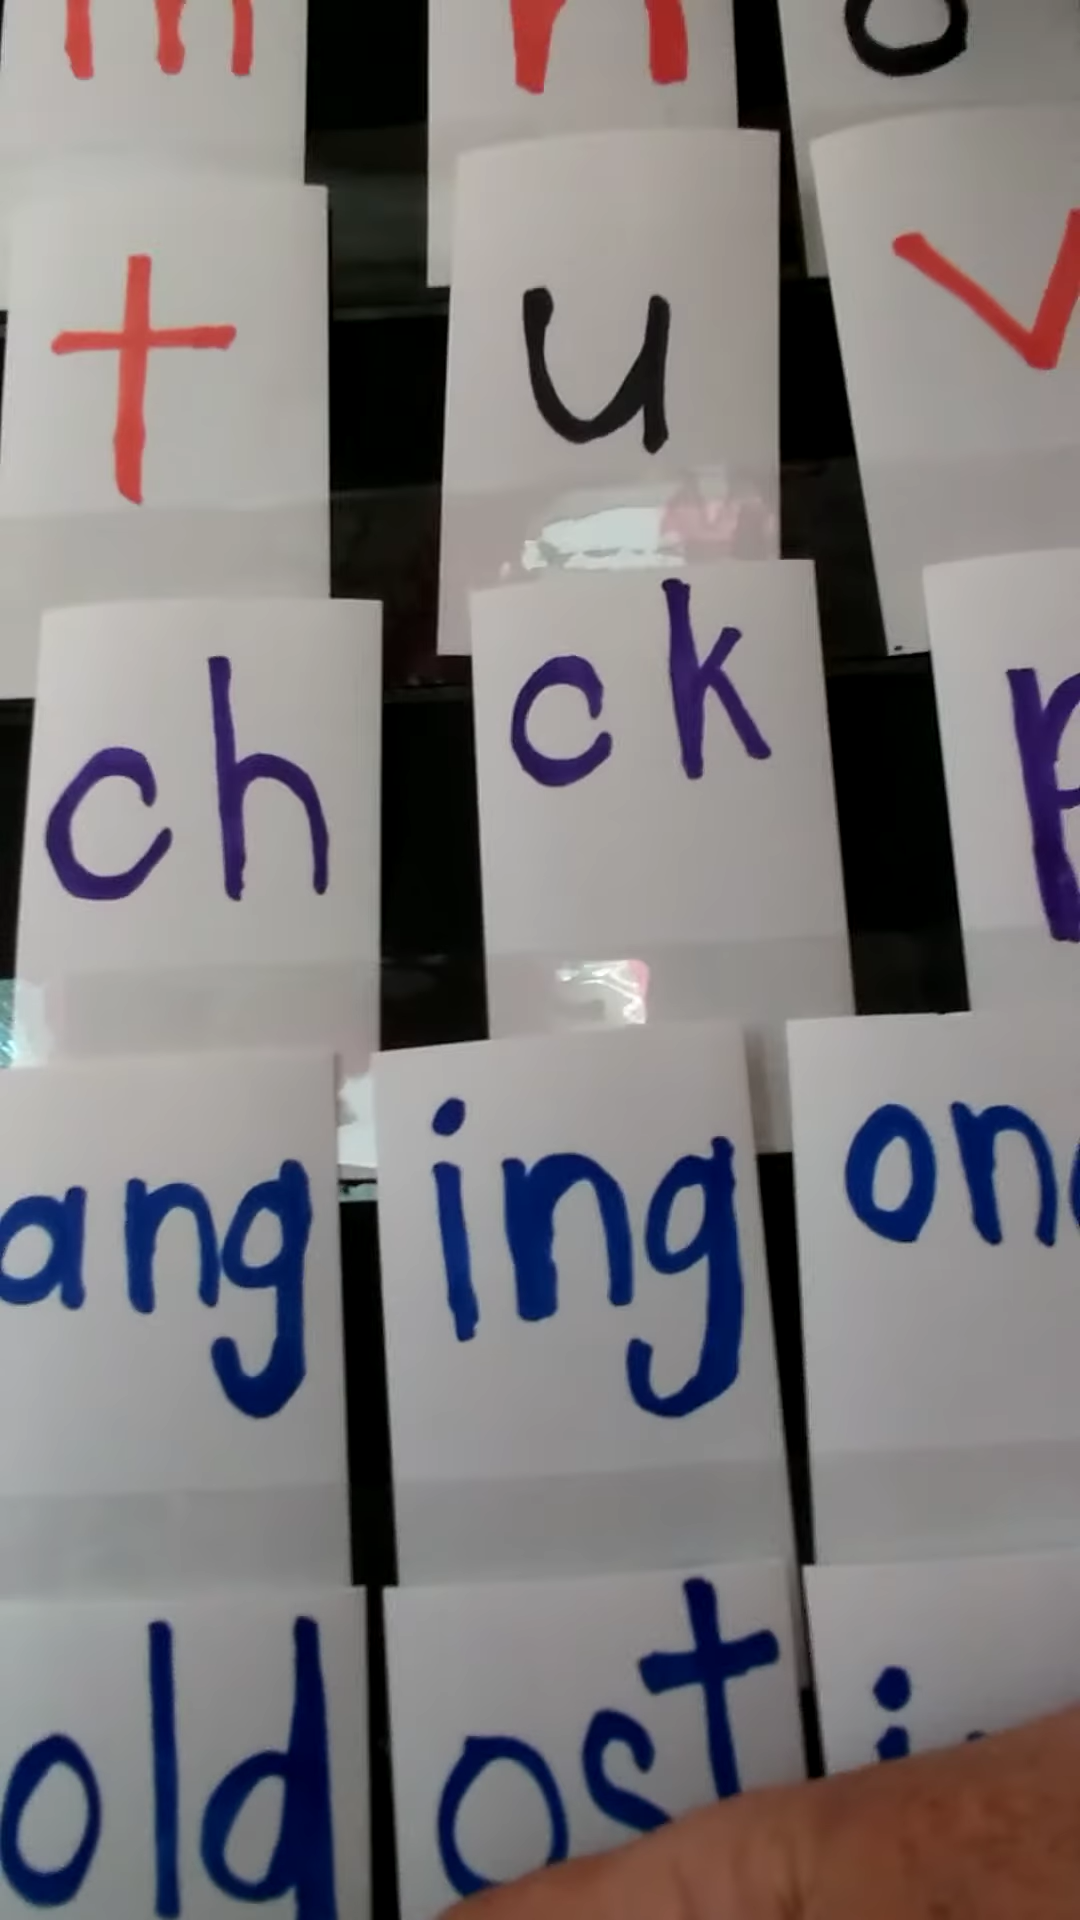 m n o
t u v
ch ck
ang ing
old ost